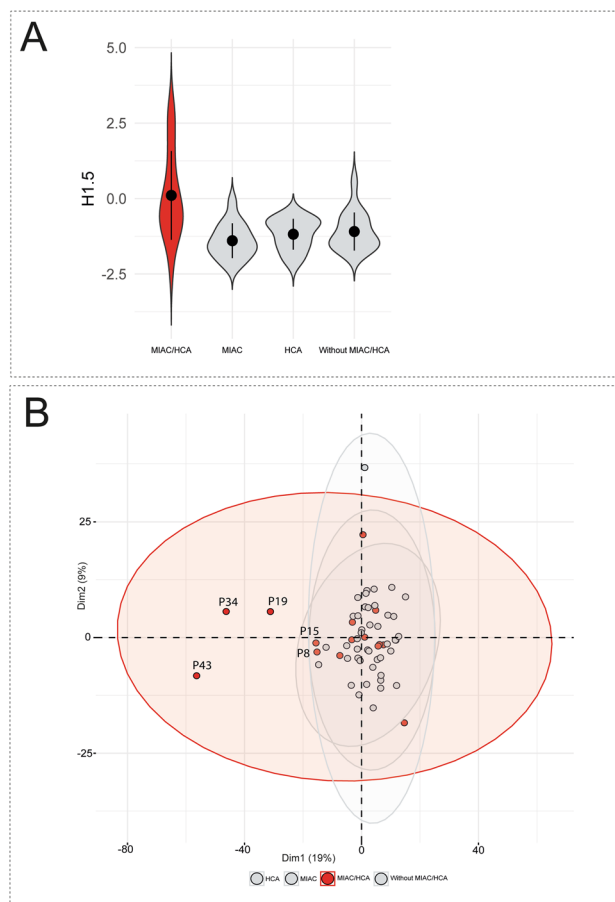 A
5.0
2.5
0.0
-2.5
H1.5
MIAC/HCA MIAC HCA Without MIAC/HCA
B
25
0
-25
Dim2 (9%)
P34 P19
P15
P8
P43
-80 -40 0 40
Dim1 (19%)
HCA MIAC MIAC/HCA Without MIAC/HCA